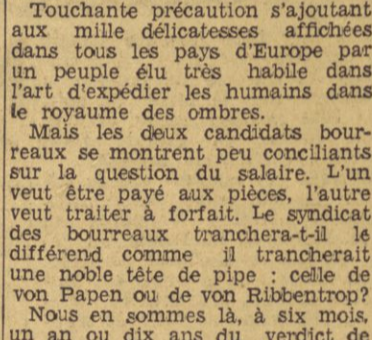 Touchante précaution s'ajoutant
aux mille délicatesses affichées
dans tous les pays d'Europe par
un peuple élu très habile dans
l'art d'expédier les humains dans
le royaume des ombres.
Mais les deux candidats bour-
reaux se montrent peu conciliants
sur la question du salaire. L'un
veut être payé aux pièces, l'autre
veut traiter à forfait. Le syndicat
des bourreaux tranchera-t-il le
différend comme il trancherait
une noble tête de pipe : celle de
von Papen ou de von Ribbentrop?
Nous en sommes là, à six mois,
un an ou dix ans du verdict de